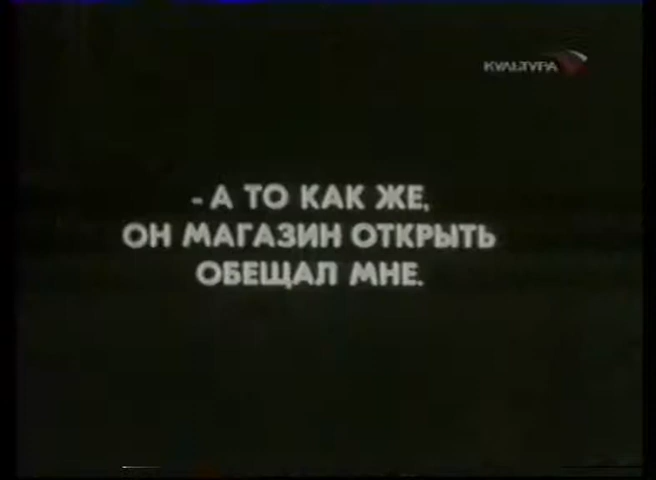 КУЛЬТУРА
- А ТО КАК ЖЕ,
ОН МАГАЗИН ОТКРЫТЬ
ОБЕЩАЛ МНЕ.